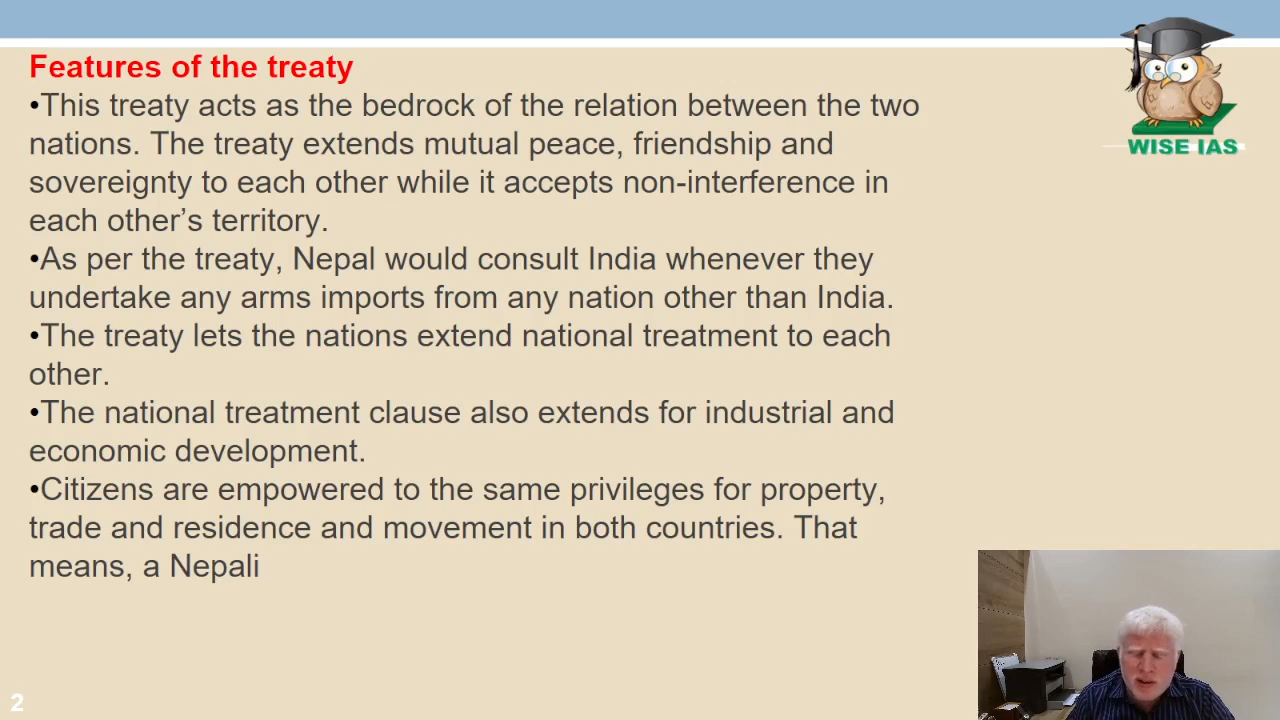 Features of the treaty
•This treaty acts as the bedrock of the relation between the two
nations. The treaty extends mutual peace, friendship and
sovereignty to each other while it accepts non-interference in
each other’s territory.
•As per the treaty, Nepal would consult India whenever they
undertake any arms imports from any nation other than India.
•The treaty lets the nations extend national treatment to each
other.
•The national treatment clause also extends for industrial and
economic development.
•Citizens are empowered to the same privileges for property,
trade and residence and movement in both countries. That
means, a Nepali
WISE IAS
2